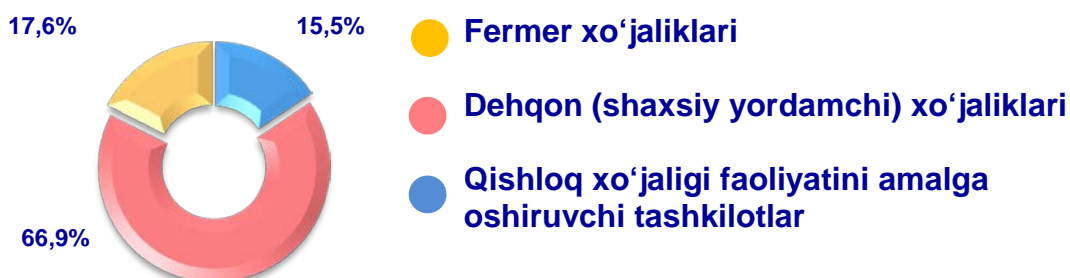 17,6%
15,5%
66,9%
Fermer xo‘jaliklari
Dehqon (shaxsiy yordamchi) xo‘jaliklari
Qishloq xo‘jaligi faoliyatini amalga
oshiruvchi tashkilotlar